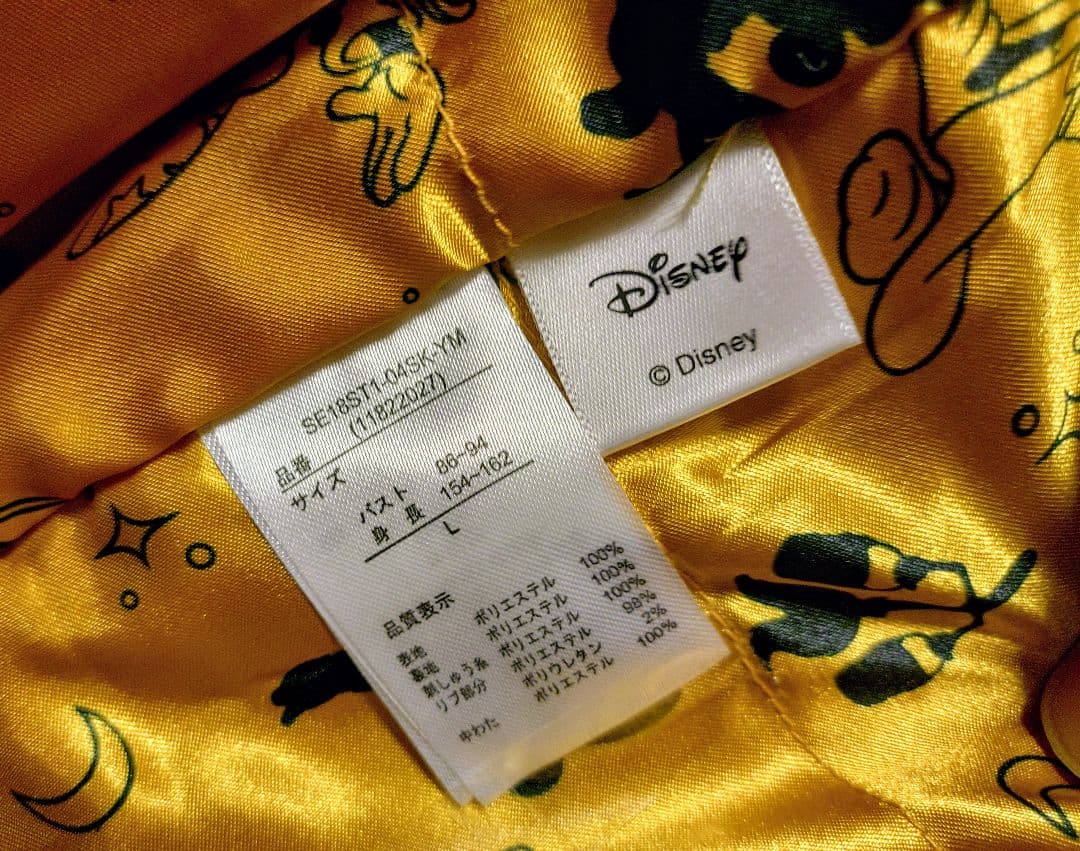 品番 SE18ST1-04SK-YM
(11822027)
サイズ
バスト 86~94
身 長 154~162
L
品質表示
表地 ポリエステル 100%
裏地 ポリエステル 100%
刺しゅう糸 ポリエステル 100%
リブ部分 ポリエステル 98%
ポリウレタン 2%
中わた ポリエステル 100%
Disney
© Disney